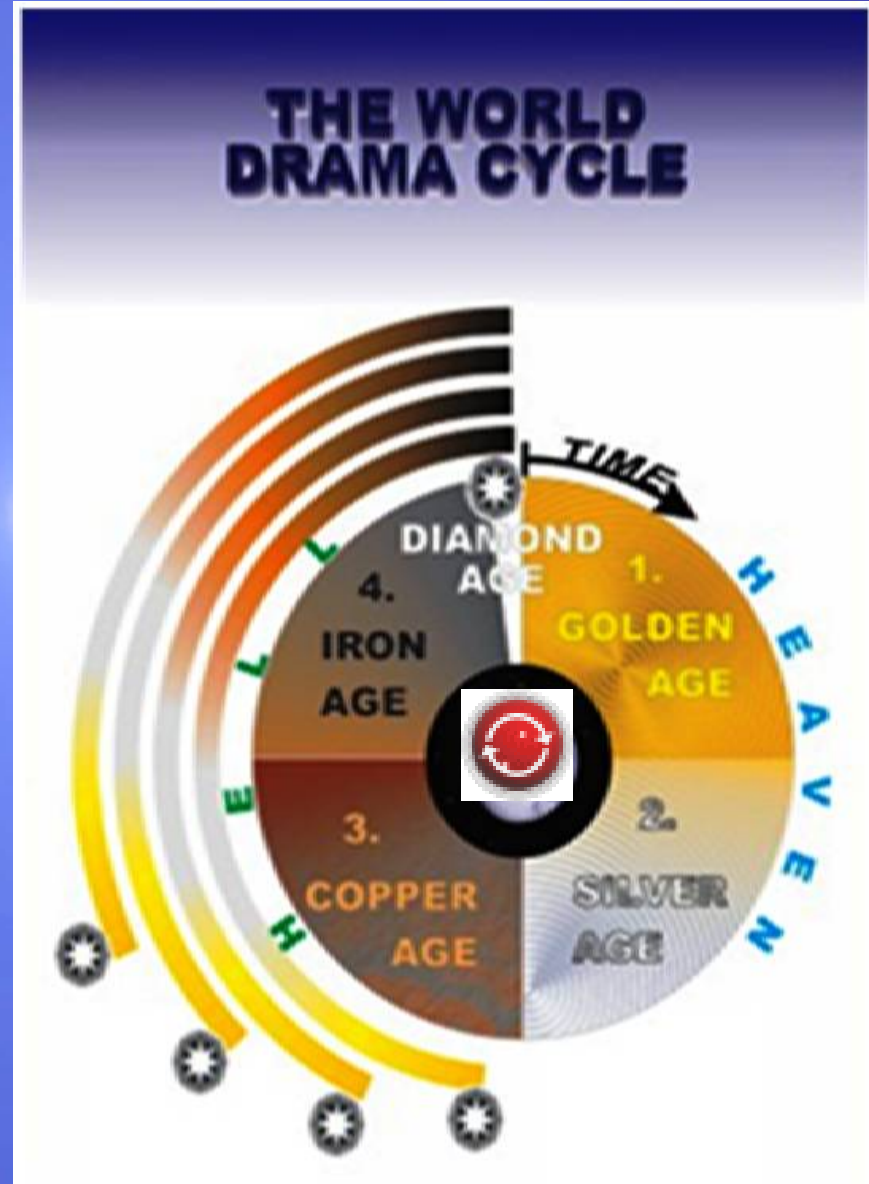 THE WORLD
DRAMA CYCLE
TIME
DIAMOND
AGE
1.
GOLDEN
AGE
HEAVEN
2.
SILVER
AGE
3.
COPPER
AGE
4.
IRON
AGE
HELL